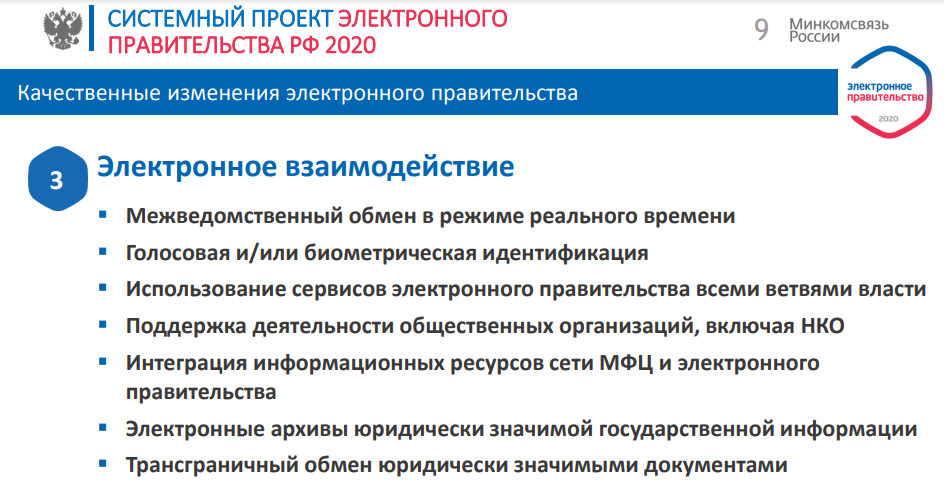 СИСТЕМНЫЙ ПРОЕКТ ЭЛЕКТРОННОГО
ПРАВИТЕЛЬСТВА РФ 2020
9
Минкомсвязь
России
Качественные изменения электронного правительства
электронное
правительство
2020
3
Электронное взаимодействие
▪ Межведомственный обмен в режиме реального времени
▪ Голосовая и/или биометрическая идентификация
▪ Использование сервисов электронного правительства всеми ветвями власти
▪ Поддержка деятельности общественных организаций, включая НКО
▪ Интеграция информационных ресурсов сети МФЦ и электронного
правительства
▪ Электронные архивы юридически значимой государственной информации
▪ Трансграничный обмен юридически значимыми документами